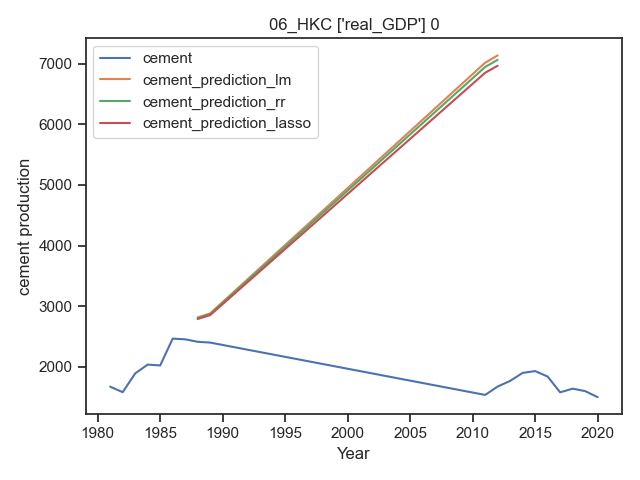 06_HKC ['real_GDP'] 0
cement
cement_prediction_lm
cement_prediction_rr
cement_prediction_lasso
cement production
7000
6000
5000
4000
3000
2000
1980 1985 1990 1995 2000 2005 2010 2015 2020
Year